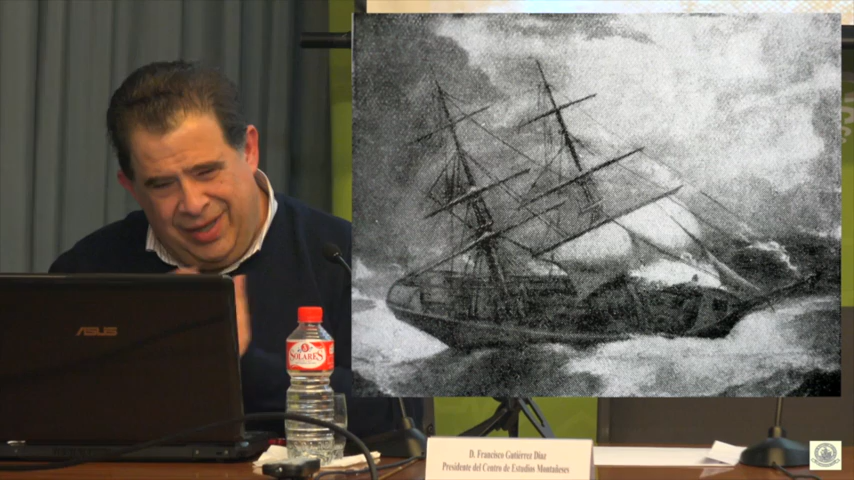 ASUS
SOLARES
D. Francisco Gutiérrez Díaz
Presidente del Centro de Estudios Montañeses